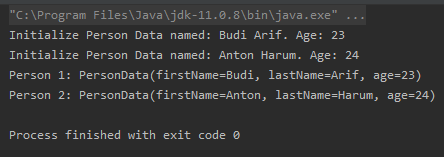 "C:\Program Files\Java\jdk-11.0.8\bin\java.exe" ...
Initialize Person Data named: Budi Arif. Age: 23
Initialize Person Data named: Anton Harum. Age: 24
Person 1: PersonData(firstName=Budi, lastName=Arif, age=23)
Person 2: PersonData(firstName=Anton, lastName=Harum, age=24)
Process finished with exit code 0